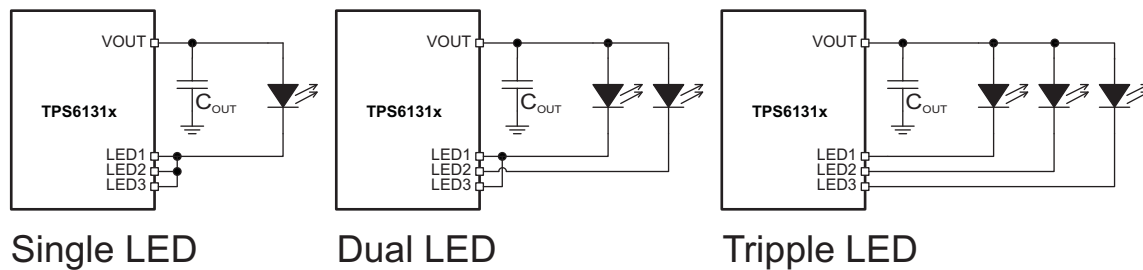 VOUT
TPS6131x
COUT
LED1
LED2
LED3
Single LED
VOUT
TPS6131x
COUT
LED1
LED2
LED3
Dual LED
VOUT
TPS6131x
COUT
LED1
LED2
LED3
Tripple LED